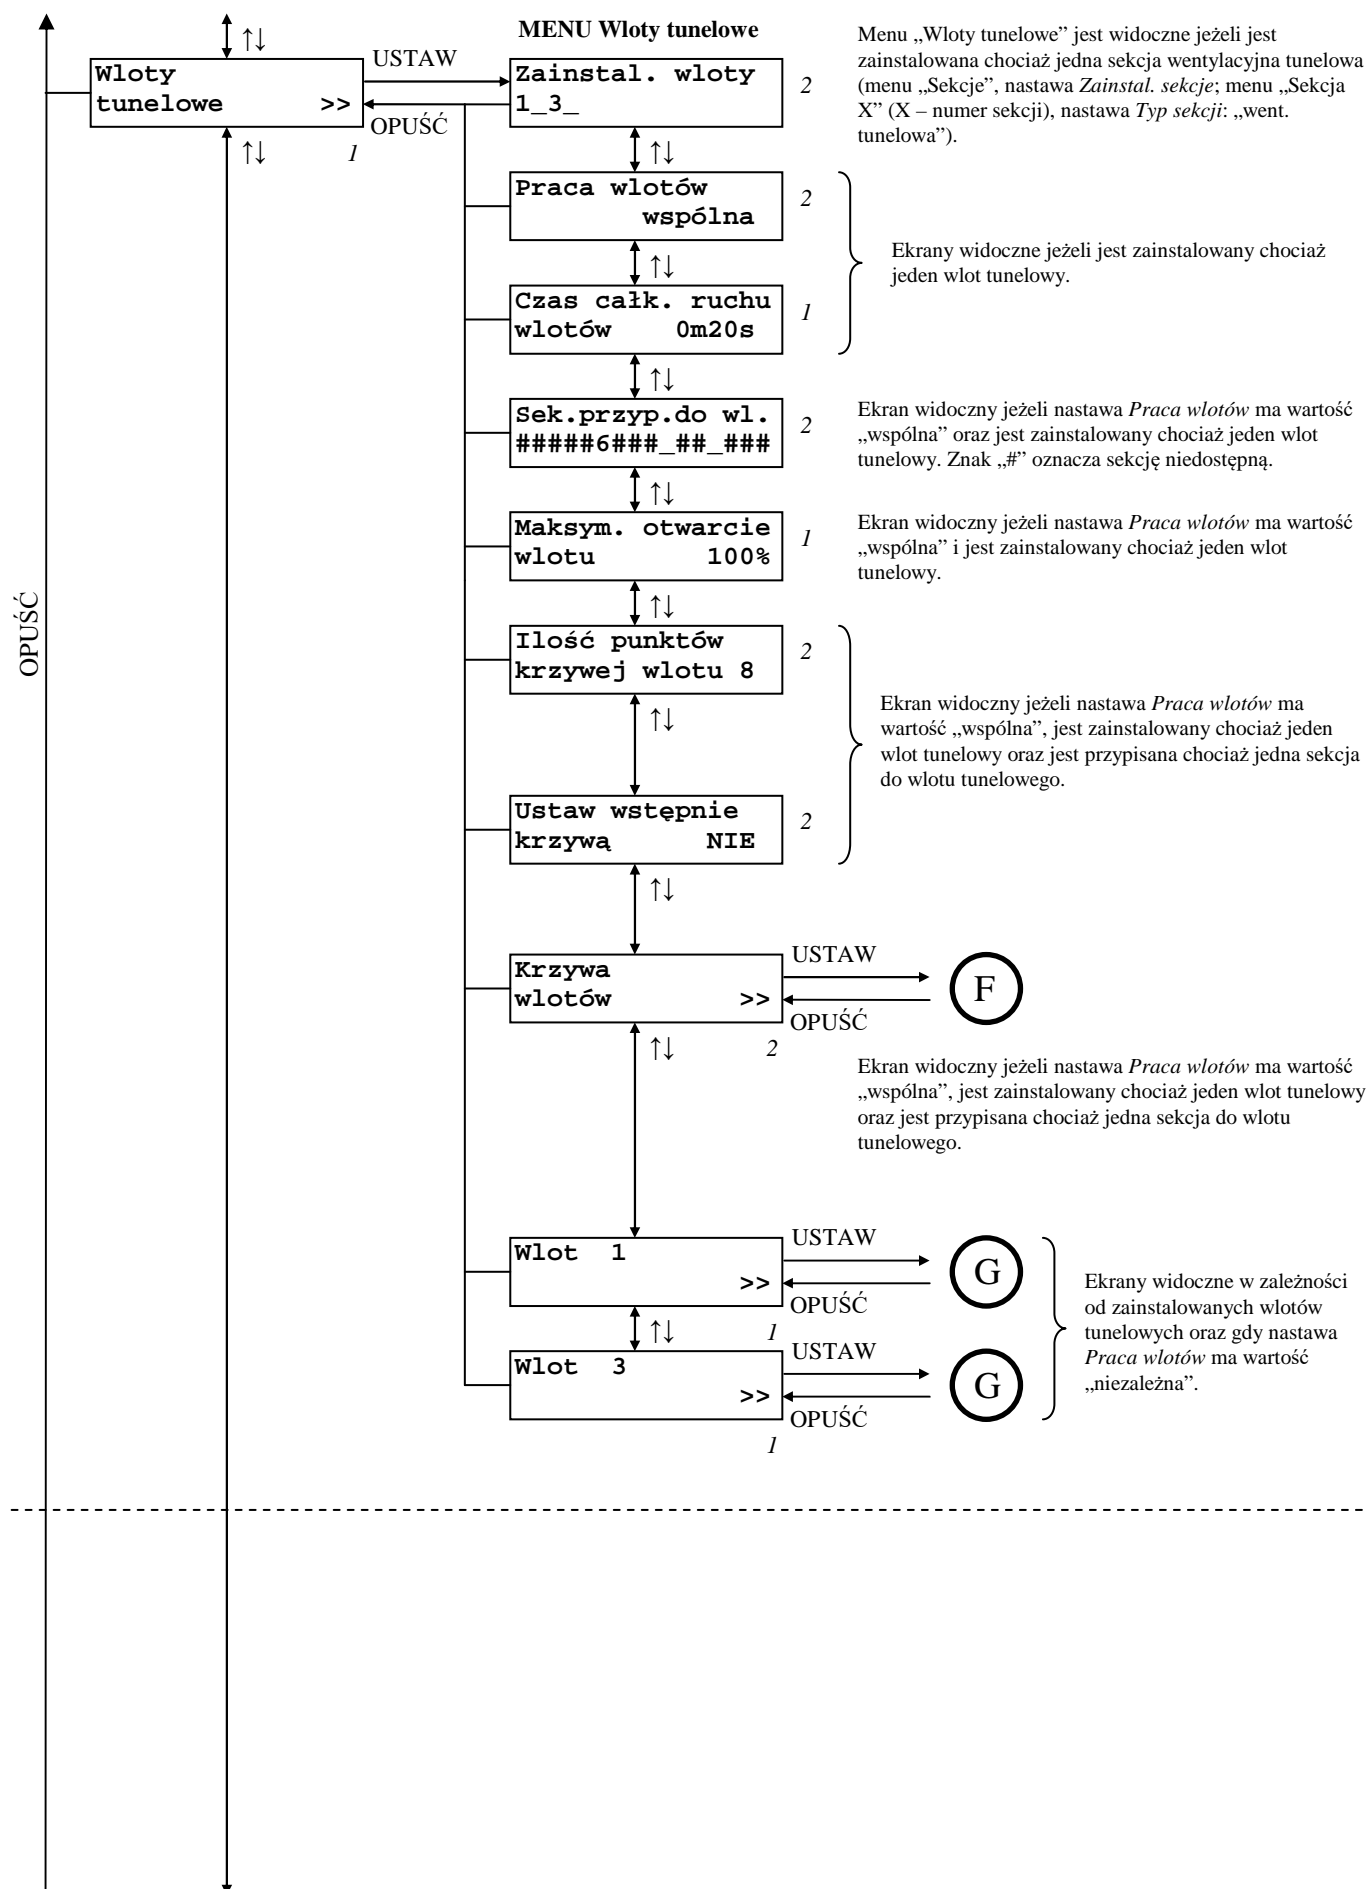 MENU Wloty tunelowe
↑↓
Wloty
tunelowe >>
USTAW
OPUŚĆ
↑↓
1
Zainstal. wloty
1_3_
2
Menu „Wloty tunelowe” jest widoczne jeżeli jest
zainstalowana chociaż jedna sekcja wentylacyjna tunelowa
(menu „Sekcje”, nastawa Zainstal. sekcje; menu „Sekcja
X” (X – numer sekcji), nastawa Typ sekcji: „went.
tunelowa”).
↑↓
Praca wlotów
wspólna
2
↑↓
Czas całk. ruchu
wlotów 0m20s
1
Ekrany widoczne jeżeli jest zainstalowany chociaż
jeden wlot tunelowy.
↑↓
Sek.przyp.do wl.
#####6###_##_###
2
Ekran widoczny jeżeli nastawa Praca wlotów ma wartość
„wspólna” oraz jest zainstalowany chociaż jeden wlot
tunelowy. Znak „#” oznacza sekcję niedostępną.
↑↓
Maksym. otwarcie
wlotu 100%
1
Ekran widoczny jeżeli nastawa Praca wlotów ma wartość
„wspólna” i jest zainstalowany chociaż jeden wlot
tunelowy.
↑↓
OPUŚĆ
Ilość punktów
krzywej wlotu 8
2
↑↓
Ustaw wstępnie
krzywą NIE
2
Ekran widoczny jeżeli nastawa Praca wlotów ma
wartość „wspólna”, jest zainstalowany chociaż jeden
wlot tunelowy oraz jest przypisana chociaż jedna sekcja
do wlotu tunelowego.
↑↓
Krzywa
wlotów >>
USTAW
OPUŚĆ
F
↑↓
2
Ekran widoczny jeżeli nastawa Praca wlotów ma wartość
„wspólna”, jest zainstalowany chociaż jeden wlot tunelowy
oraz jest przypisana chociaż jedna sekcja do wlotu
tunelowego.
Wlot 1
>>
USTAW
OPUŚĆ
G
↑↓
1
Wlot 3
>>
USTAW
OPUŚĆ
G
1
Ekrany widoczne w zależności
od zainstalowanych wlotów
tunelowych oraz gdy nastawa
Praca wlotów ma wartość
„niezależna”.